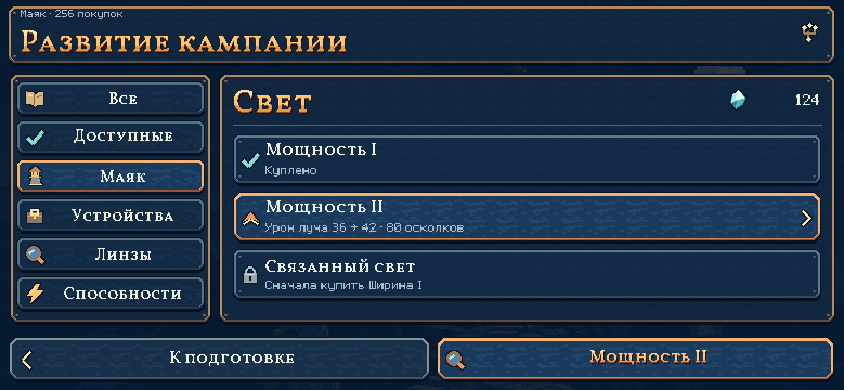 Маяк · 256 покупок
Развитие кампании
Все
Доступные
Маяк
Устройства
Линзы
Способности
Свет
124
Мощность I
Куплено
Мощность II
Урон луча 36 → 42 · 80 осколков
Связанный свет
Сначала купить Ширина I
К подготовке
Мощность II